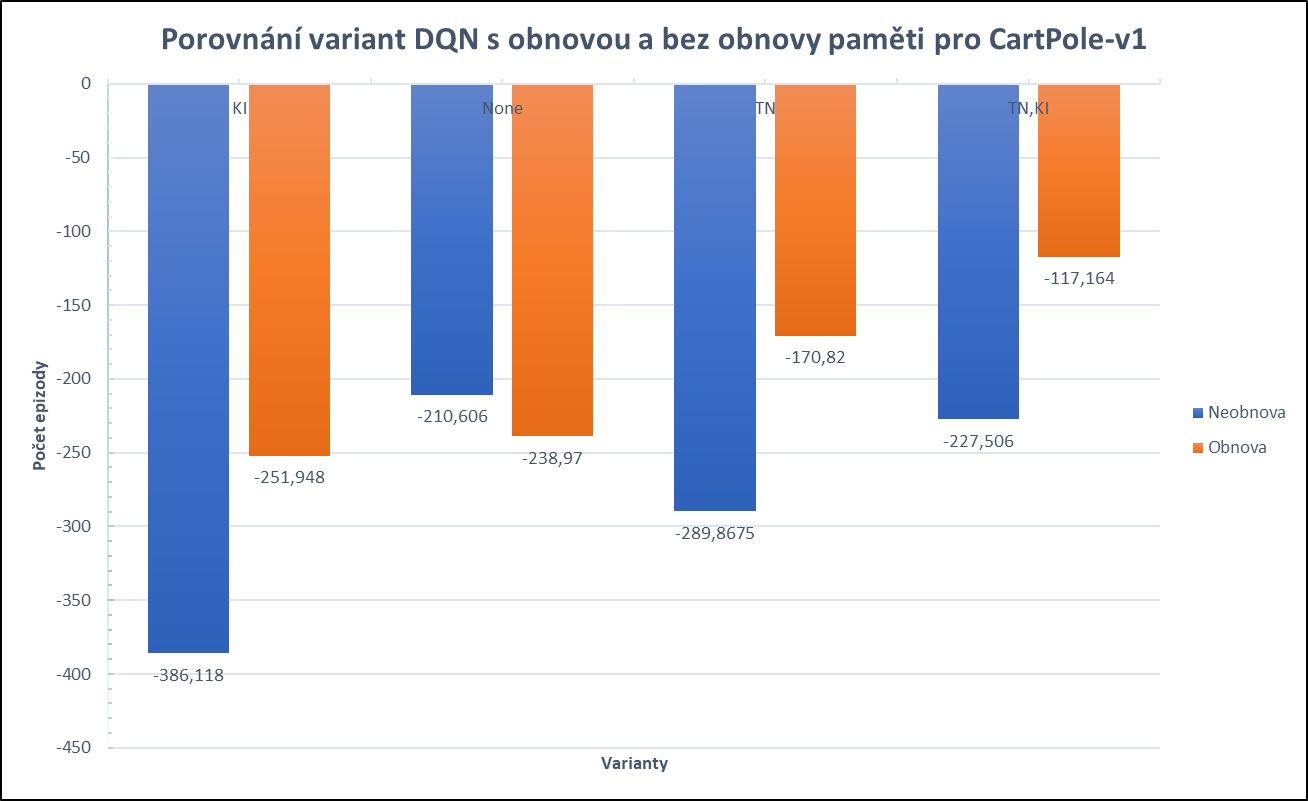 Porovnání variant DQN s obnovou a bez obnovy paměti pro CartPole-v1
0
-50
-100
-150
-200
-250
-300
-350
-400
-450
Počet epizody
KI
None
TN
TN,KI
-386,118
-251,948
-210,606
-238,97
-289,8675
-170,82
-227,506
-117,164
Varianty
Neobnova
Obnova